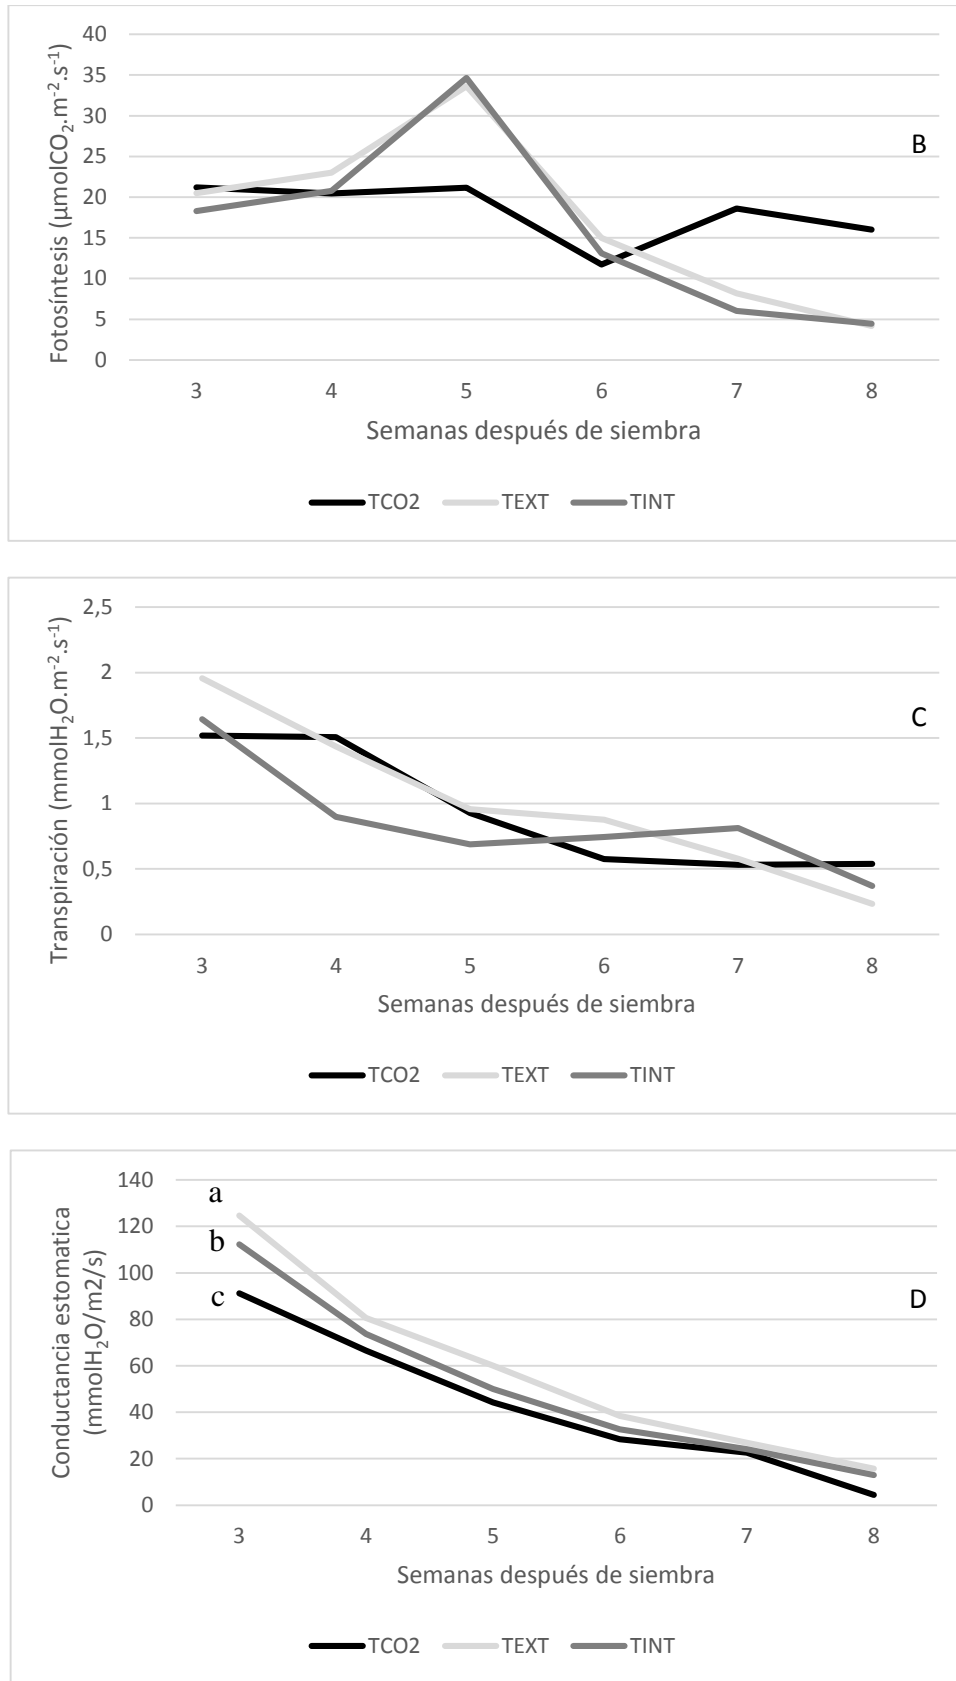 40
35
30
25
20
15
10
5
0
Fotosíntesis (µmolCO₂.m⁻².s⁻¹)
B
3 4 5 6 7 8
Semanas después de siembra
TCO2 TEXT TINT
2,5
2
1,5
1
0,5
0
Transpiración (mmolH₂O.m⁻².s⁻¹)
C
3 4 5 6 7 8
Semanas después de siembra
TCO2 TEXT TINT
140
120
100
80
60
40
20
0
Conductancia estomatica
(mmolH₂O/m2/s)
a
b
c
D
3 4 5 6 7 8
Semanas después de siembra
TCO2 TEXT TINT